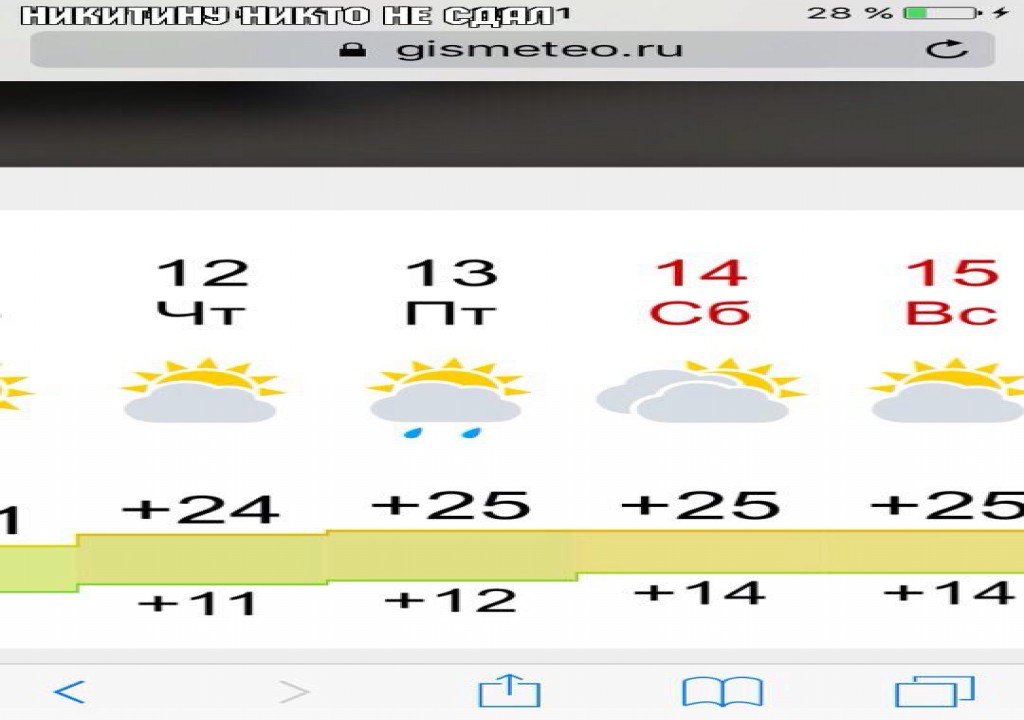 НИКИТИНУ НИКТО НЕ СДАЛ
28 %
gismeteo.ru
12 13 14 15
Чт Пт Сб Вс
+24 +25 +25 +25
+11 +12 +14 +14